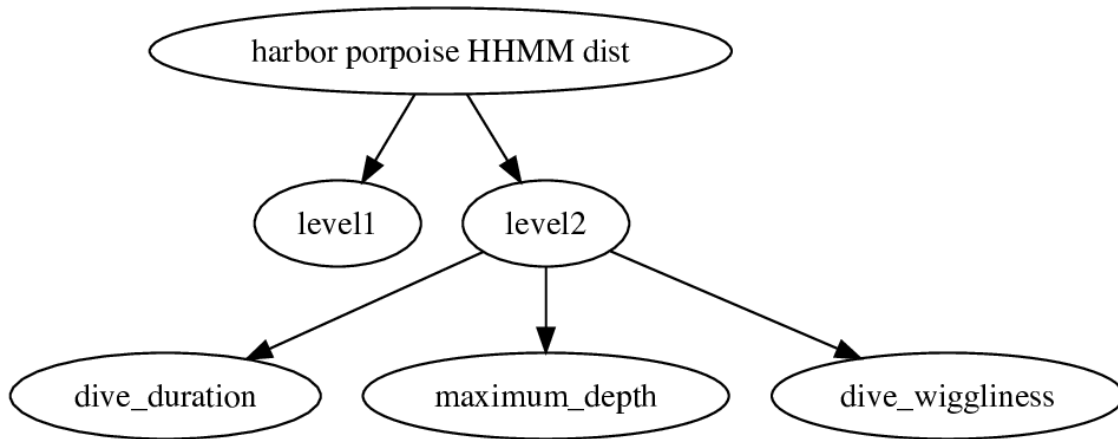 harbor porpoise HHMM dist
level1
level2
dive_duration
maximum_depth
dive_wiggliness